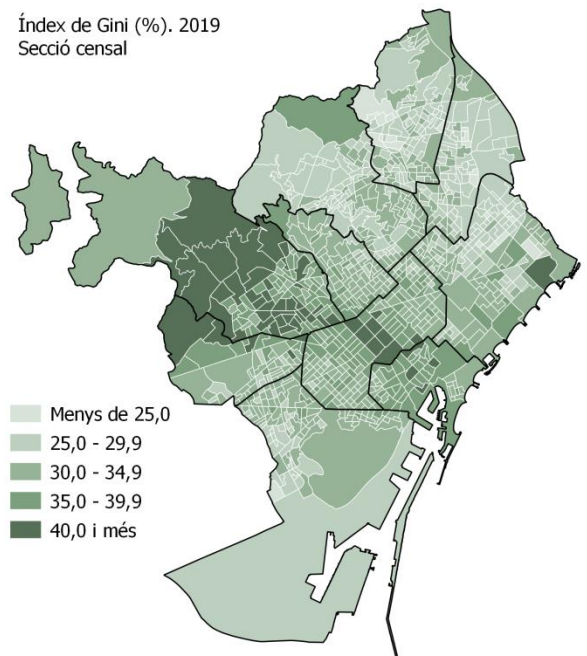 Índex de Gini (%). 2019
Secció censal
Menys de 25,0
25,0 - 29,9
30,0 - 34,9
35,0 - 39,9
40,0 i més